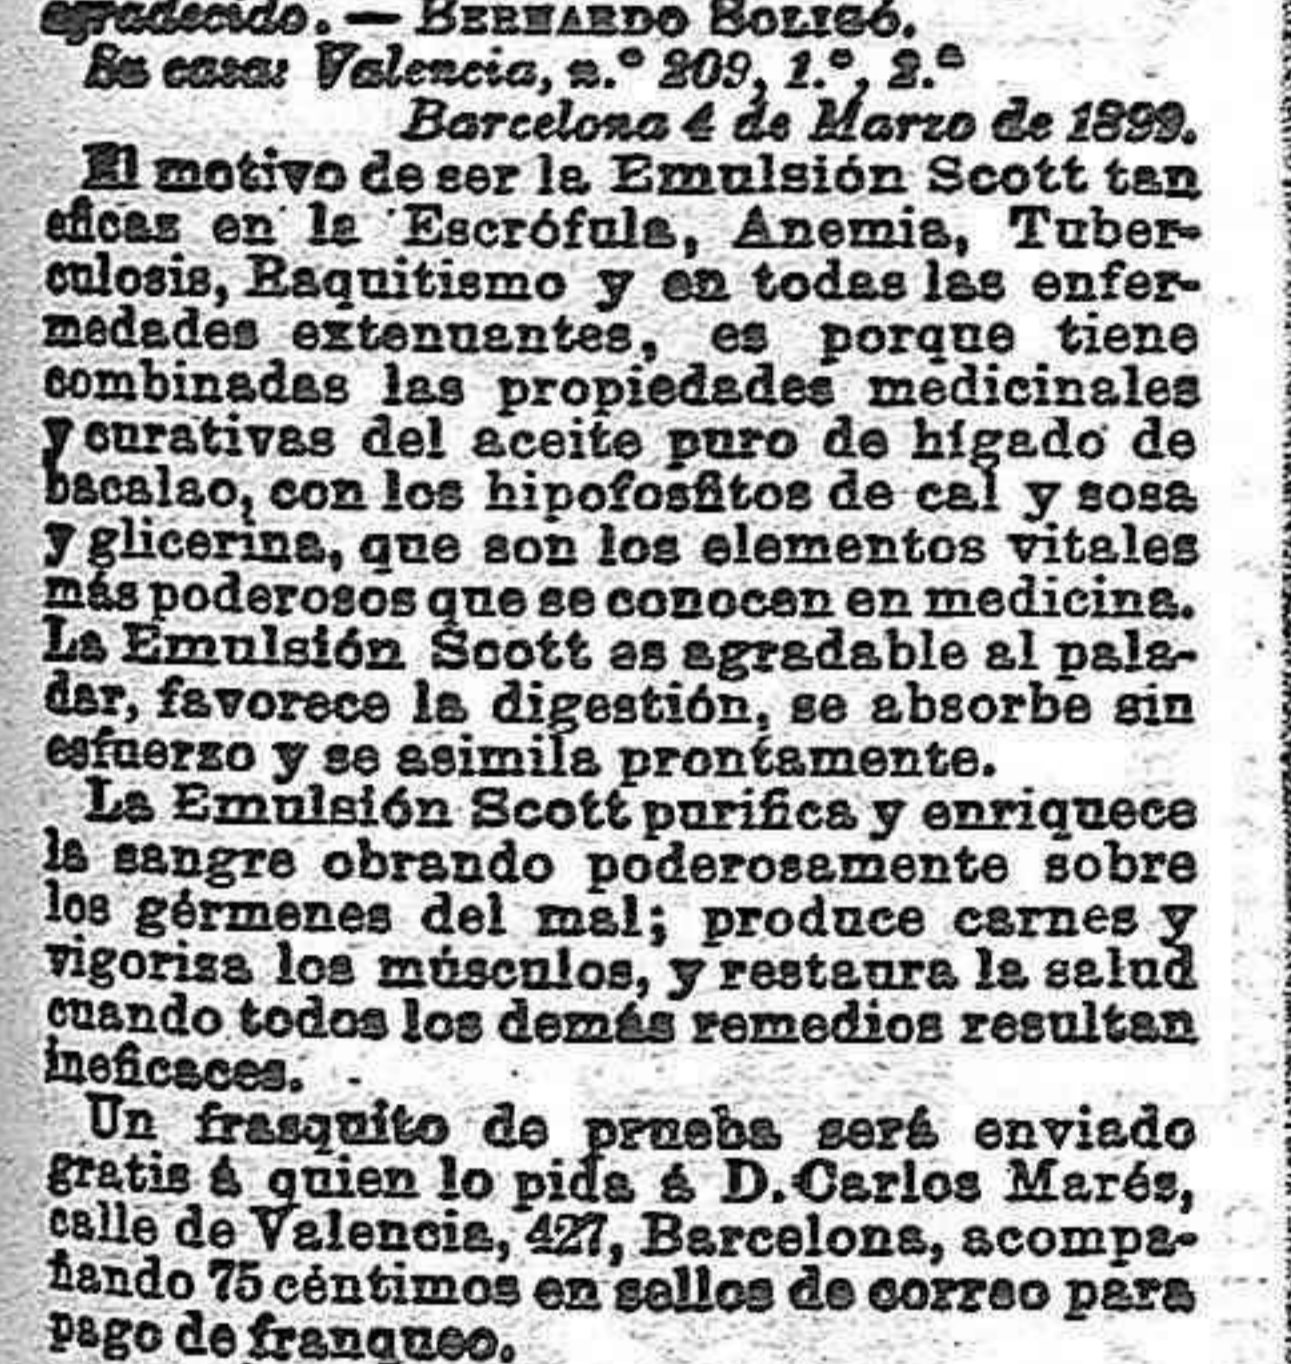 agradecido. — BERNARDO SOLIGÓ.
Su casa: Valencia, n.º 209, 1.º, 2.ª
Barcelona 4 de Marzo de 1899.
El motivo de ser la Emulsión Scott tan
eficaz en la Escrófula, Anemia, Tuber-
culosis, Raquitismo y en todas las enfer-
medades extenuantes, es porque tiene
combinadas las propiedades medicinales
y curativas del aceite puro de hígado de
bacalao, con los hipofosfitos de cal y sosa
y glicerina, que son los elementos vitales
más poderosos que se conocen en medicina.
La Emulsión Scott es agradable al pala-
dar, favorece la digestión, se absorbe sin
esfuerzo y se asimila prontamente.
La Emulsión Scott purifica y enriquece
la sangre obrando poderosamente sobre
los gérmenes del mal; produce carnes y
vigoriza los músculos, y restaura la salud
cuando todos los demás remedios resultan
ineficaces.
Un frasquito de prueba será enviado
gratis á quien lo pida á D. Carlos Marés,
calle de Valencia, 427, Barcelona, acompa-
ñando 75 céntimos en sellos de correo para
pago de franqueo.